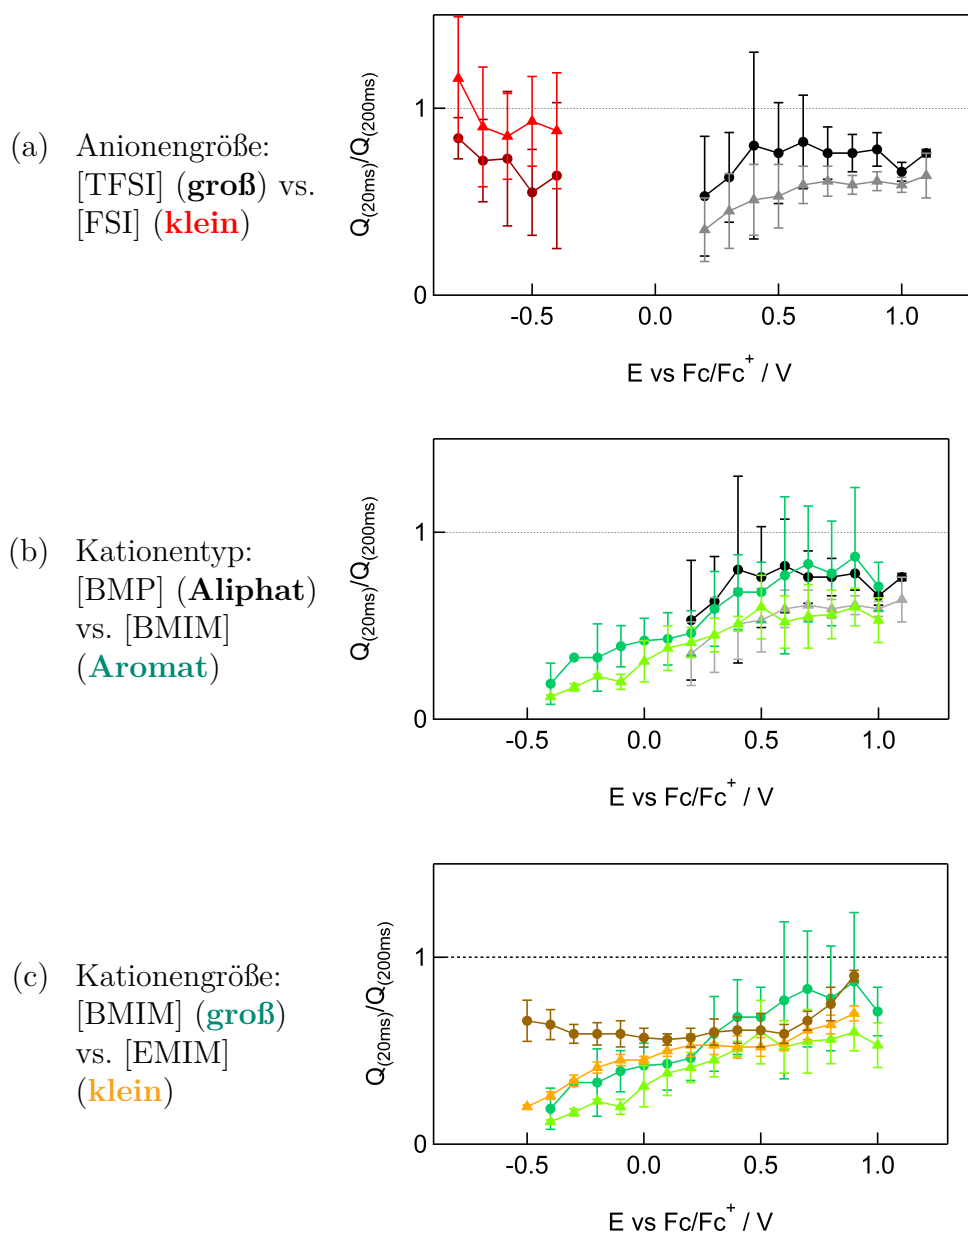 (a) Anionengröße:
[TFSI] (groß) vs.
[FSI] (klein)
Q(20ms)/Q(200ms)
1
0
-0.5 0.0 0.5 1.0
E vs Fc/Fc+ / V
(b) Kationentyp:
[BMP] (Aliphat)
vs. [BMIM]
(Aromat)
Q(20ms)/Q(200ms)
1
0
-0.5 0.0 0.5 1.0
E vs Fc/Fc+ / V
(c) Kationengröße:
[BMIM] (groß)
vs. [EMIM]
(klein)
Q(20ms)/Q(200ms)
1
0
-0.5 0.0 0.5 1.0
E vs Fc/Fc+ / V